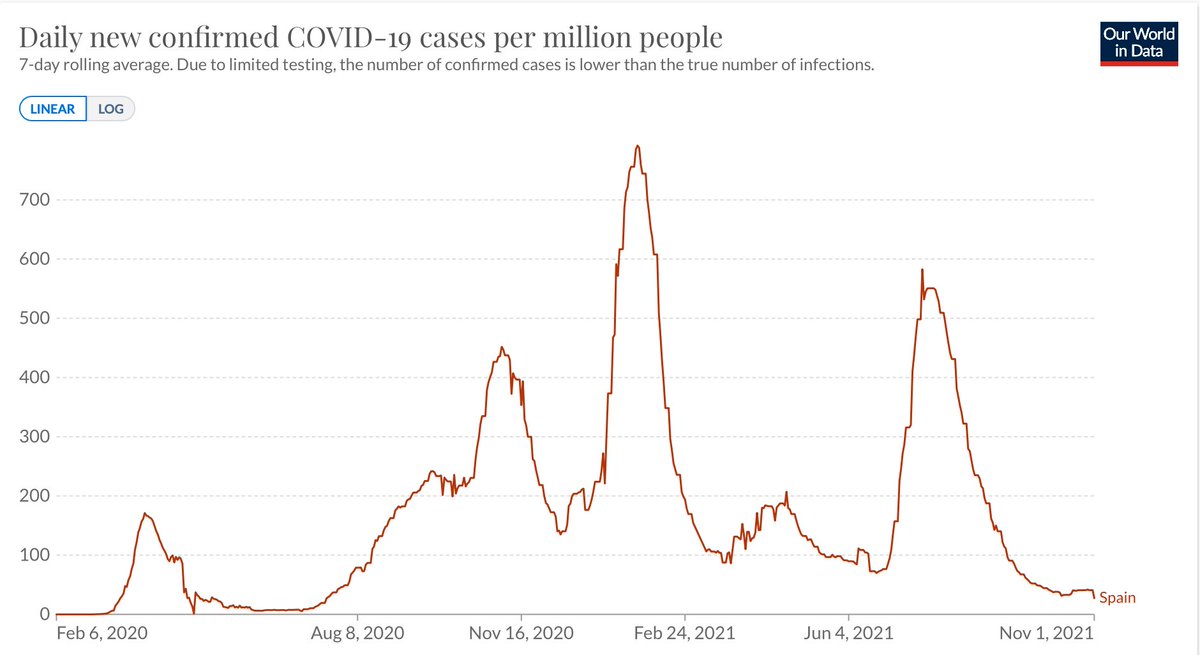 Daily new confirmed COVID-19 cases per million people
7-day rolling average. Due to limited testing, the number of confirmed cases is lower than the true number of infections.
Our World
in Data
LINEAR LOG
700
600
500
400
300
200
100
0
Spain
Feb 6, 2020 Aug 8, 2020 Nov 16, 2020 Feb 24, 2021 Jun 4, 2021 Nov 1, 2021